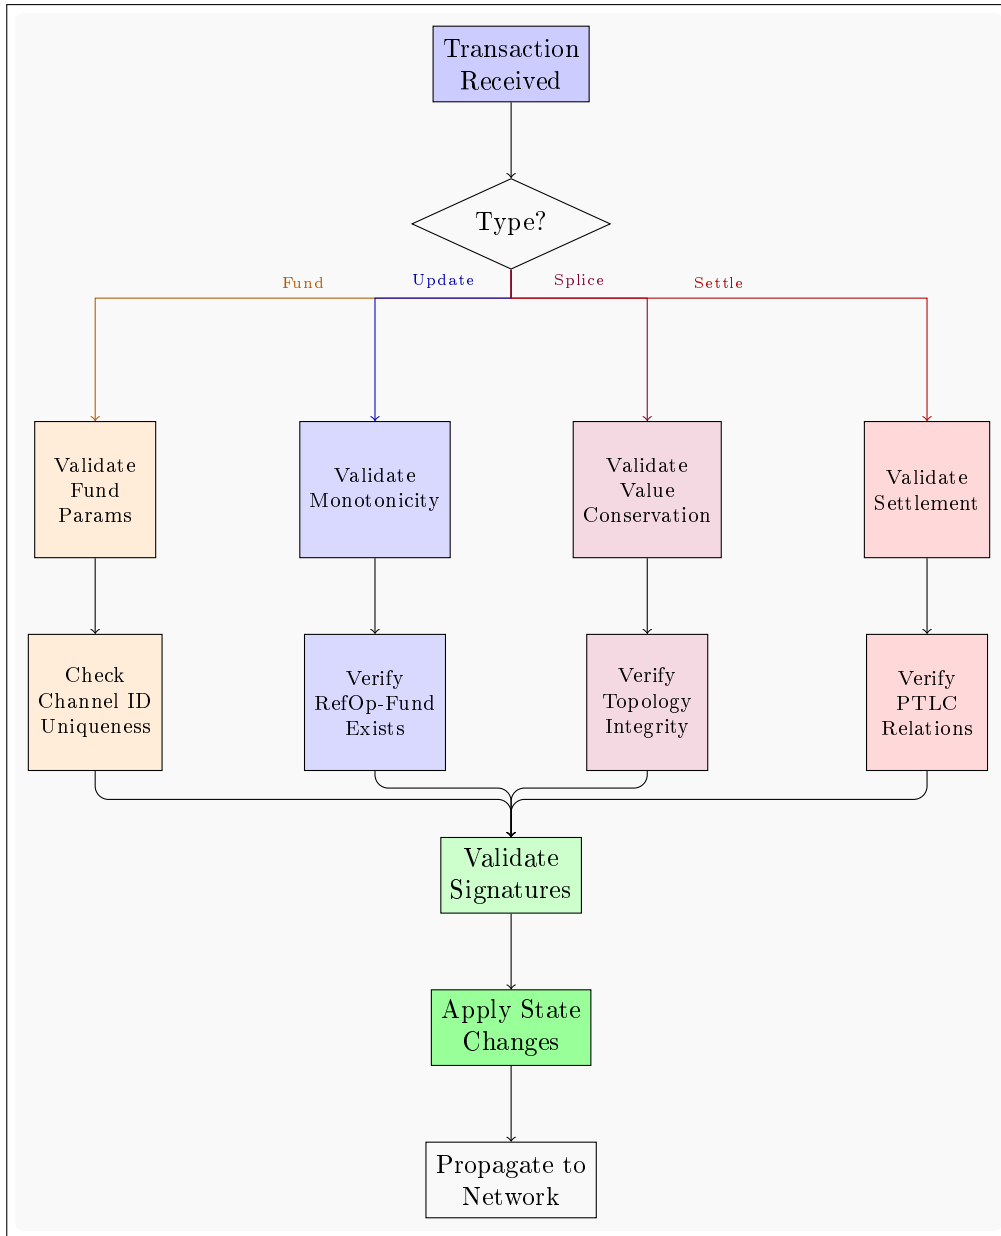 Transaction
Received
Type?
Fund
Update
Splice
Settle
Validate
Fund
Params
Validate
Monotonicity
Validate
Value
Conservation
Validate
Settlement
Check
Channel ID
Uniqueness
Verify
RefOp-Fund
Exists
Verify
Topology
Integrity
Verify
PTLC
Relations
Validate
Signatures
Apply State
Changes
Propagate to
Network